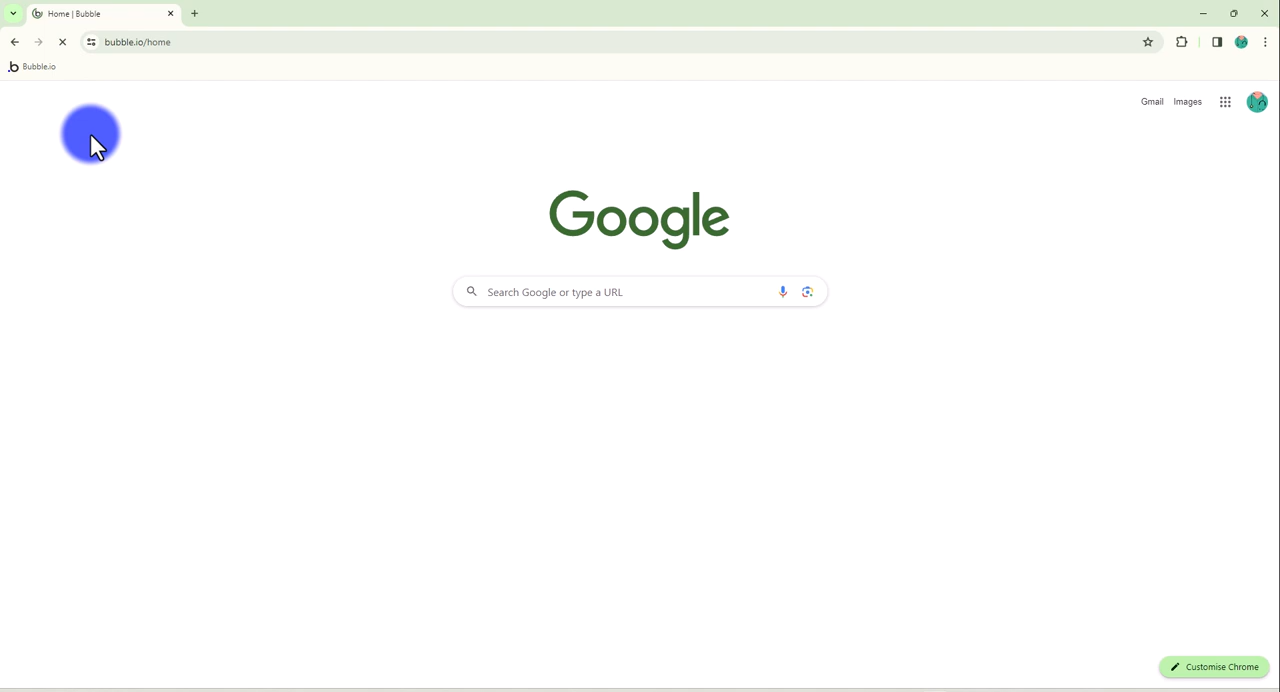 Home | Bubble
bubble.io/home
Bubble.io
Gmail Images
Google
Search Google or type a URL
Customise Chrome